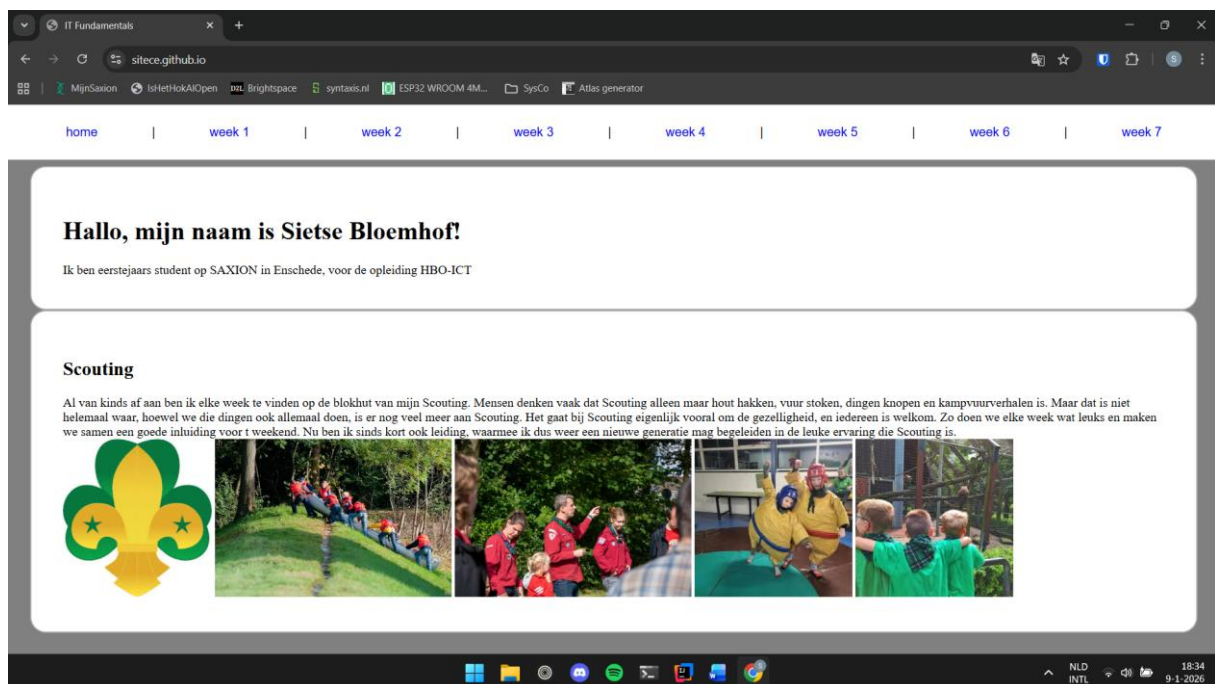 IT Fundamentals
sitece.github.io
MijnSaxion IsHetHokAlOpen D2L Brightspace syntaxis.nl ESP32 WROOM 4M... SysCo Atlas generator
home | week 1 | week 2 | week 3 | week 4 | week 5 | week 6 | week 7
Hallo, mijn naam is Sietse Bloemhof!
Ik ben eerstejaars student op SAXION in Enschede, voor de opleiding HBO-ICT
Scouting
Al van kinds af aan ben ik elke week te vinden op de blokhut van mijn Scouting. Mensen denken vaak dat Scouting alleen maar hout hakken, vuur stoken, dingen knopen en kampvuurverhalen is. Maar dat is niet
helemaal waar, hoewel we die dingen ook allemaal doen, is er nog veel meer aan Scouting. Het gaat bij Scouting eigenlijk vooral om de gezelligheid, en iedereen is welkom. Zo doen we elke week wat leuks en maken
we samen een goede inluiding voor t weekend. Nu ben ik sinds kort ook leiding, waarmee ik dus weer een nieuwe generatie mag begeleiden in de leuke ervaring die Scouting is.
NLD
INTL
18:34
9-1-2026